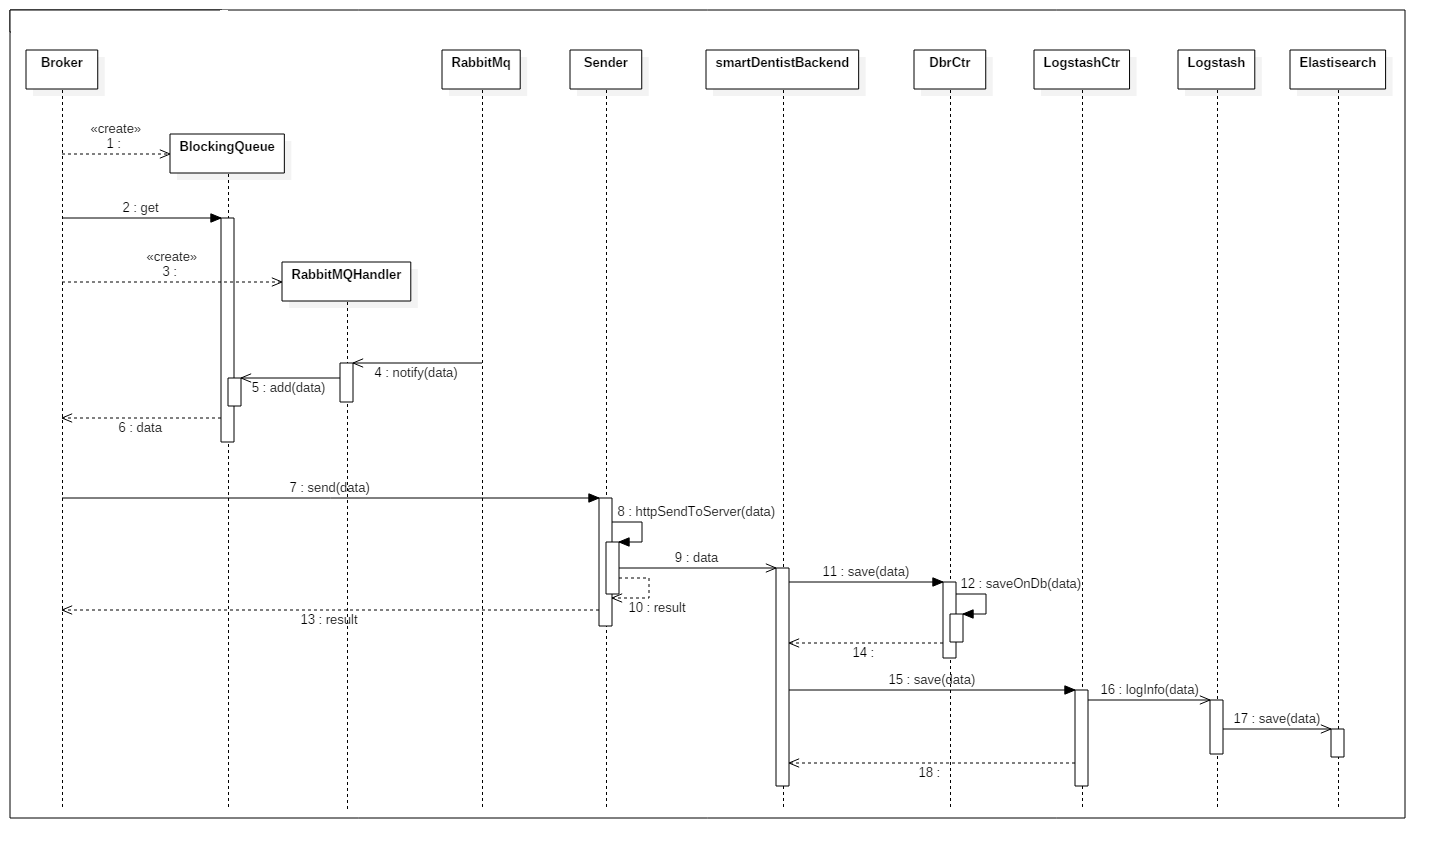 Broker
RabbitMq
Sender
smartDentistBackend
DbrCtr
LogstashCtr
Logstash
Elastisearch
«create»
1 :
BlockingQueue
2 : get
«create»
3 :
RabbitMQHandler
4 : notify(data)
5 : add(data)
6 : data
7 : send(data)
8 : httpSendToServer(data)
9 : data
11 : save(data)
12 : saveOnDb(data)
10 : result
13 : result
14 :
15 : save(data)
16 : logInfo(data)
17 : save(data)
18 :